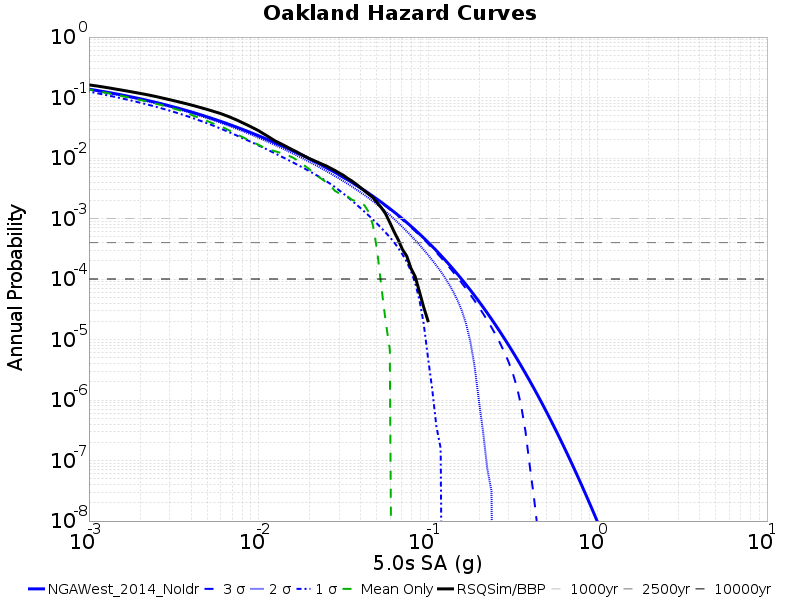 Oakland Hazard Curves
Annual Probability
10^0
10^-1
10^-2
10^-3
10^-4
10^-5
10^-6
10^-7
10^-8
10^-3 10^-2 10^-1 10^0 10^1
5.0s SA (g)
NGAWest_2014_NoIdr 3 σ 2 σ 1 σ Mean Only RSQSim/BBP 1000yr 2500yr 10000yr